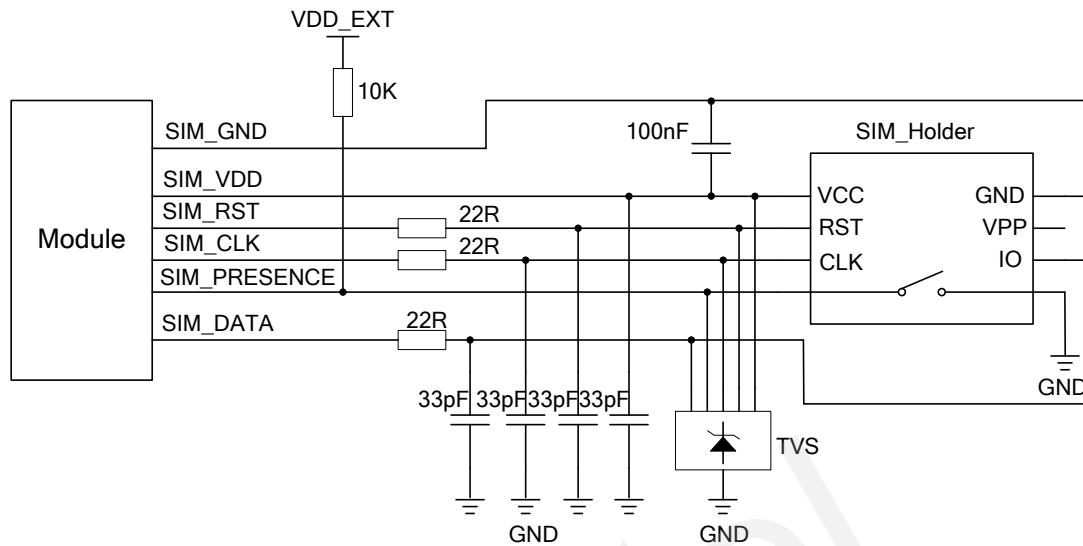 VDD_EXT
10K
SIM_GND
100nF
SIM_Holder
SIM_VDD
VCC
GND
SIM_RST
22R
RST
VPP
Module
SIM_CLK
22R
CLK
IO
SIM_PRESENCE
SIM_DATA
22R
GND
33pF 33pF 33pF 33pF
TVS
GND
GND